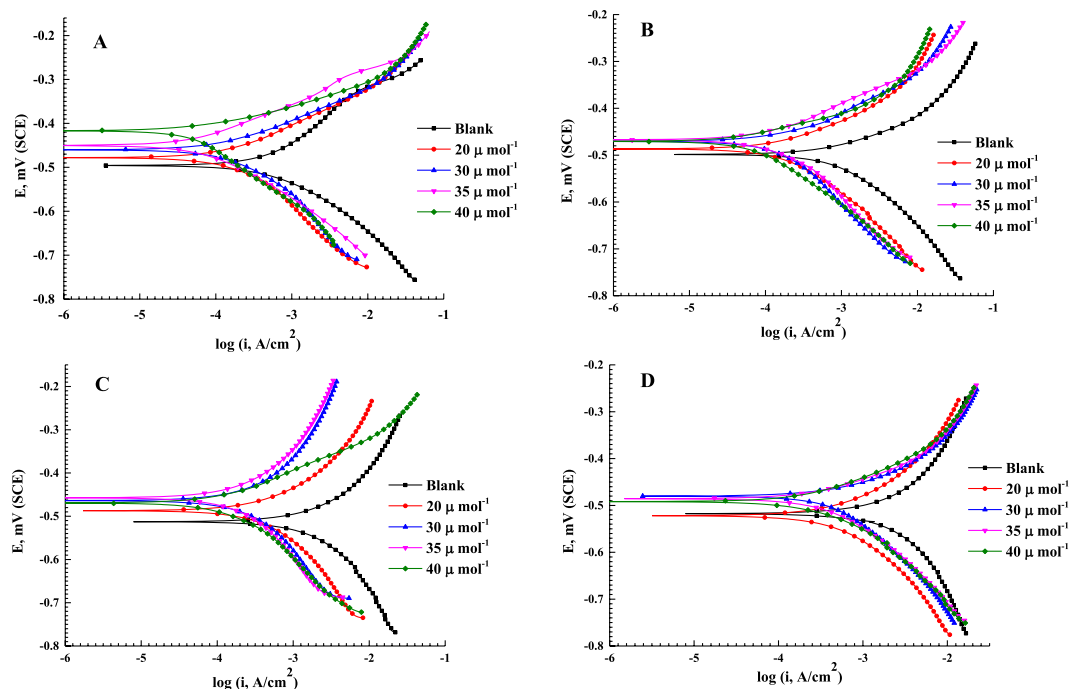 A
-0.2
-0.3
-0.4
-0.5
-0.6
-0.7
-0.8
E, mV (SCE)
-6
-5
-4
-3
-2
-1
log (i, A/cm²)
Blank
20 μ mol⁻¹
30 μ mol⁻¹
35 μ mol⁻¹
40 μ mol⁻¹
B
-0.2
-0.3
-0.4
-0.5
-0.6
-0.7
-0.8
E, mV (SCE)
-6
-5
-4
-3
-2
-1
log (i, A/cm²)
Blank
20 μ mol⁻¹
30 μ mol⁻¹
35 μ mol⁻¹
40 μ mol⁻¹
C
-0.2
-0.3
-0.4
-0.5
-0.6
-0.7
-0.8
E, mV (SCE)
-6
-5
-4
-3
-2
-1
log (i, A/cm²)
Blank
20 μ mol⁻¹
30 μ mol⁻¹
35 μ mol⁻¹
40 μ mol⁻¹
D
-0.2
-0.3
-0.4
-0.5
-0.6
-0.7
-0.8
E, mV (SCE)
-6
-5
-4
-3
-2
log (i, A/cm²)
Blank
20 μ mol⁻¹
30 μ mol⁻¹
35 μ mol⁻¹
40 μ mol⁻¹